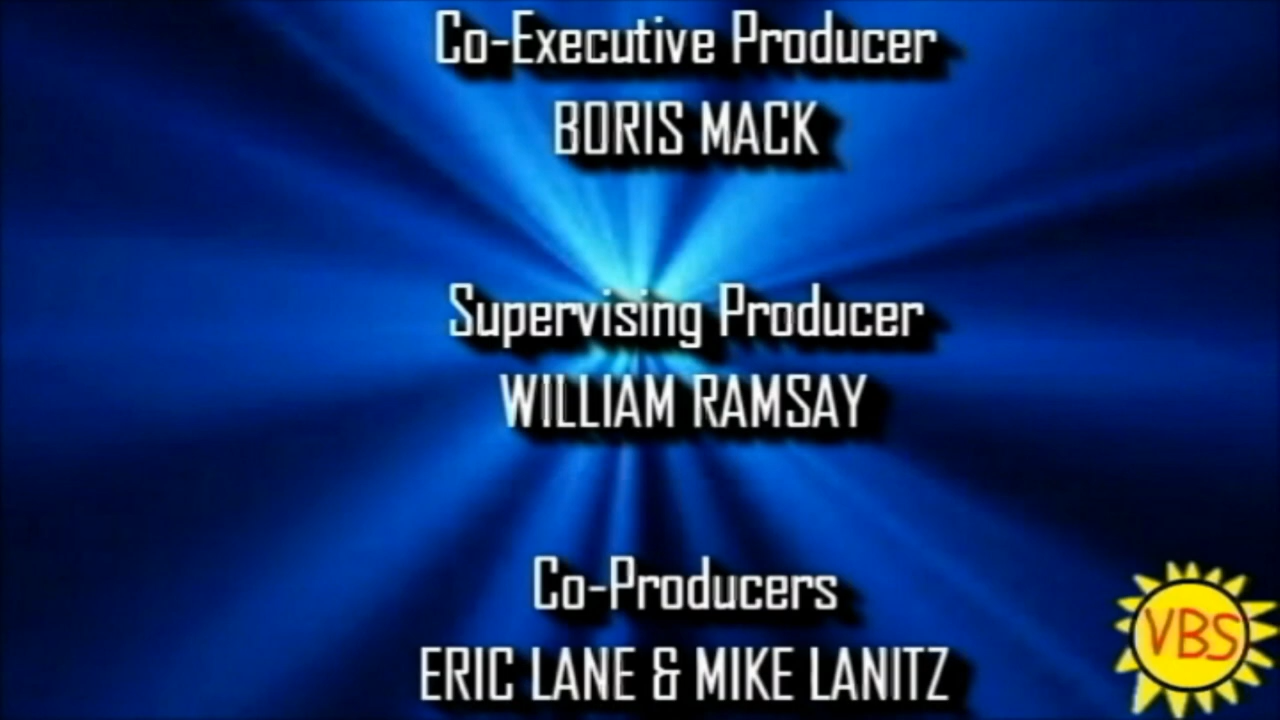 Co-Executive Producer
BORIS MACK
Supervising Producer
WILLIAM RAMSAY
Co-Producers
ERIC LANE & MIKE LANITZ
VBS